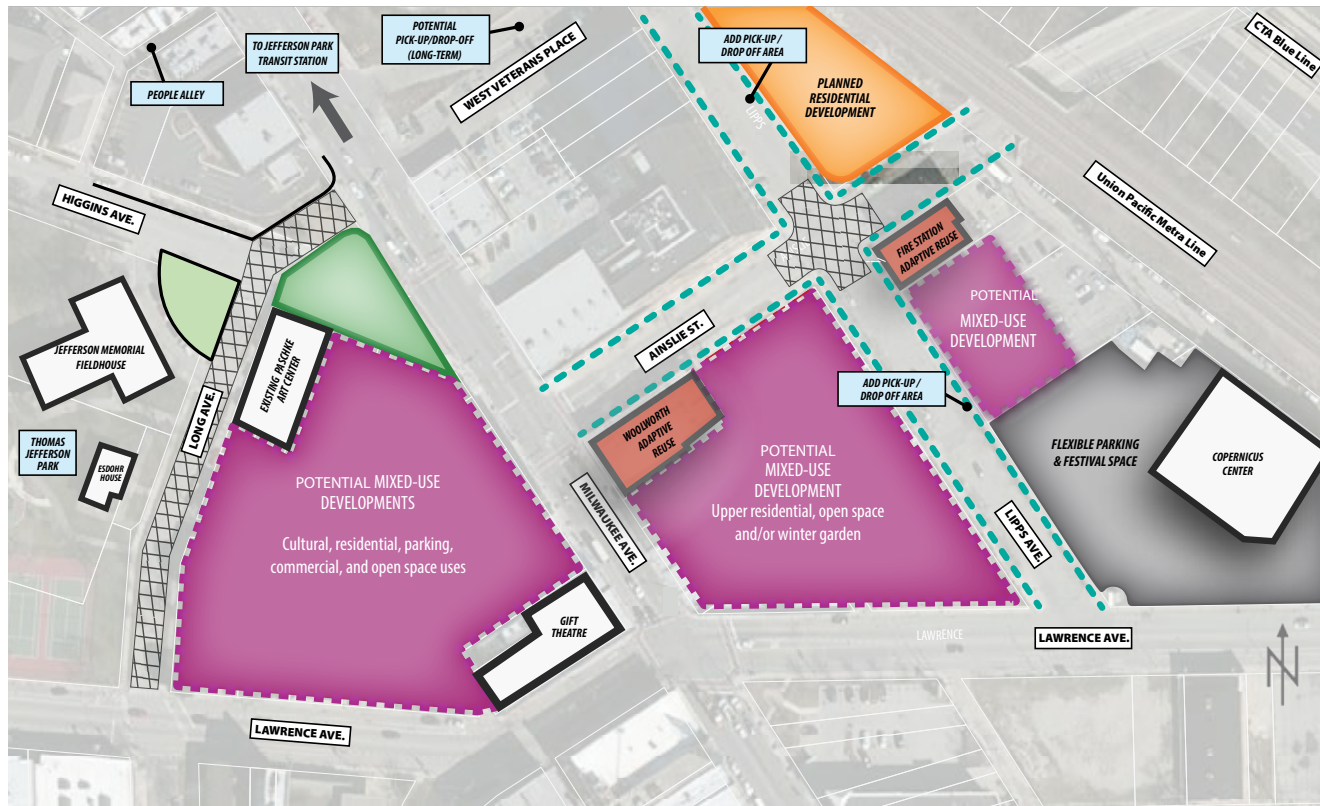 POTENTIAL
PICK-UP/DROP-OFF
(LONG-TERM)
TO JEFFERSON PARK
TRANSIT STATION
PEOPLE ALLEY
WEST VETERANS PLACE
ADD PICK-UP /
DROP OFF AREA
PLANNED
RESIDENTIAL
DEVELOPMENT
LIPPS
CTA Blue Line
Union Pacific Metra Line
HIGGINS AVE.
FIRE STATION
ADAPTIVE REUSE
POTENTIAL
MIXED-USE
DEVELOPMENT
JEFFERSON MEMORIAL
FIELDHOUSE
AINSLIE ST.
EXISTING PASCHKE
ART CENTER
LONG AVE.
ADD PICK-UP /
DROP OFF AREA
WOOLWORTH
ADAPTIVE
REUSE
THOMAS
JEFFERSON
PARK
ESDOHR
HOUSE
FLEXIBLE PARKING
& FESTIVAL SPACE
COPERNICUS
CENTER
POTENTIAL MIXED-USE
DEVELOPMENTS
Cultural, residential, parking,
commercial, and open space uses
MILWAUKEE AVE.
POTENTIAL
MIXED-USE
DEVELOPMENT
Upper residential, open space
and/or winter garden
LIPPS AVE.
GIFT
THEATRE
LAWRENCE
LAWRENCE AVE.
LAWRENCE AVE.
N